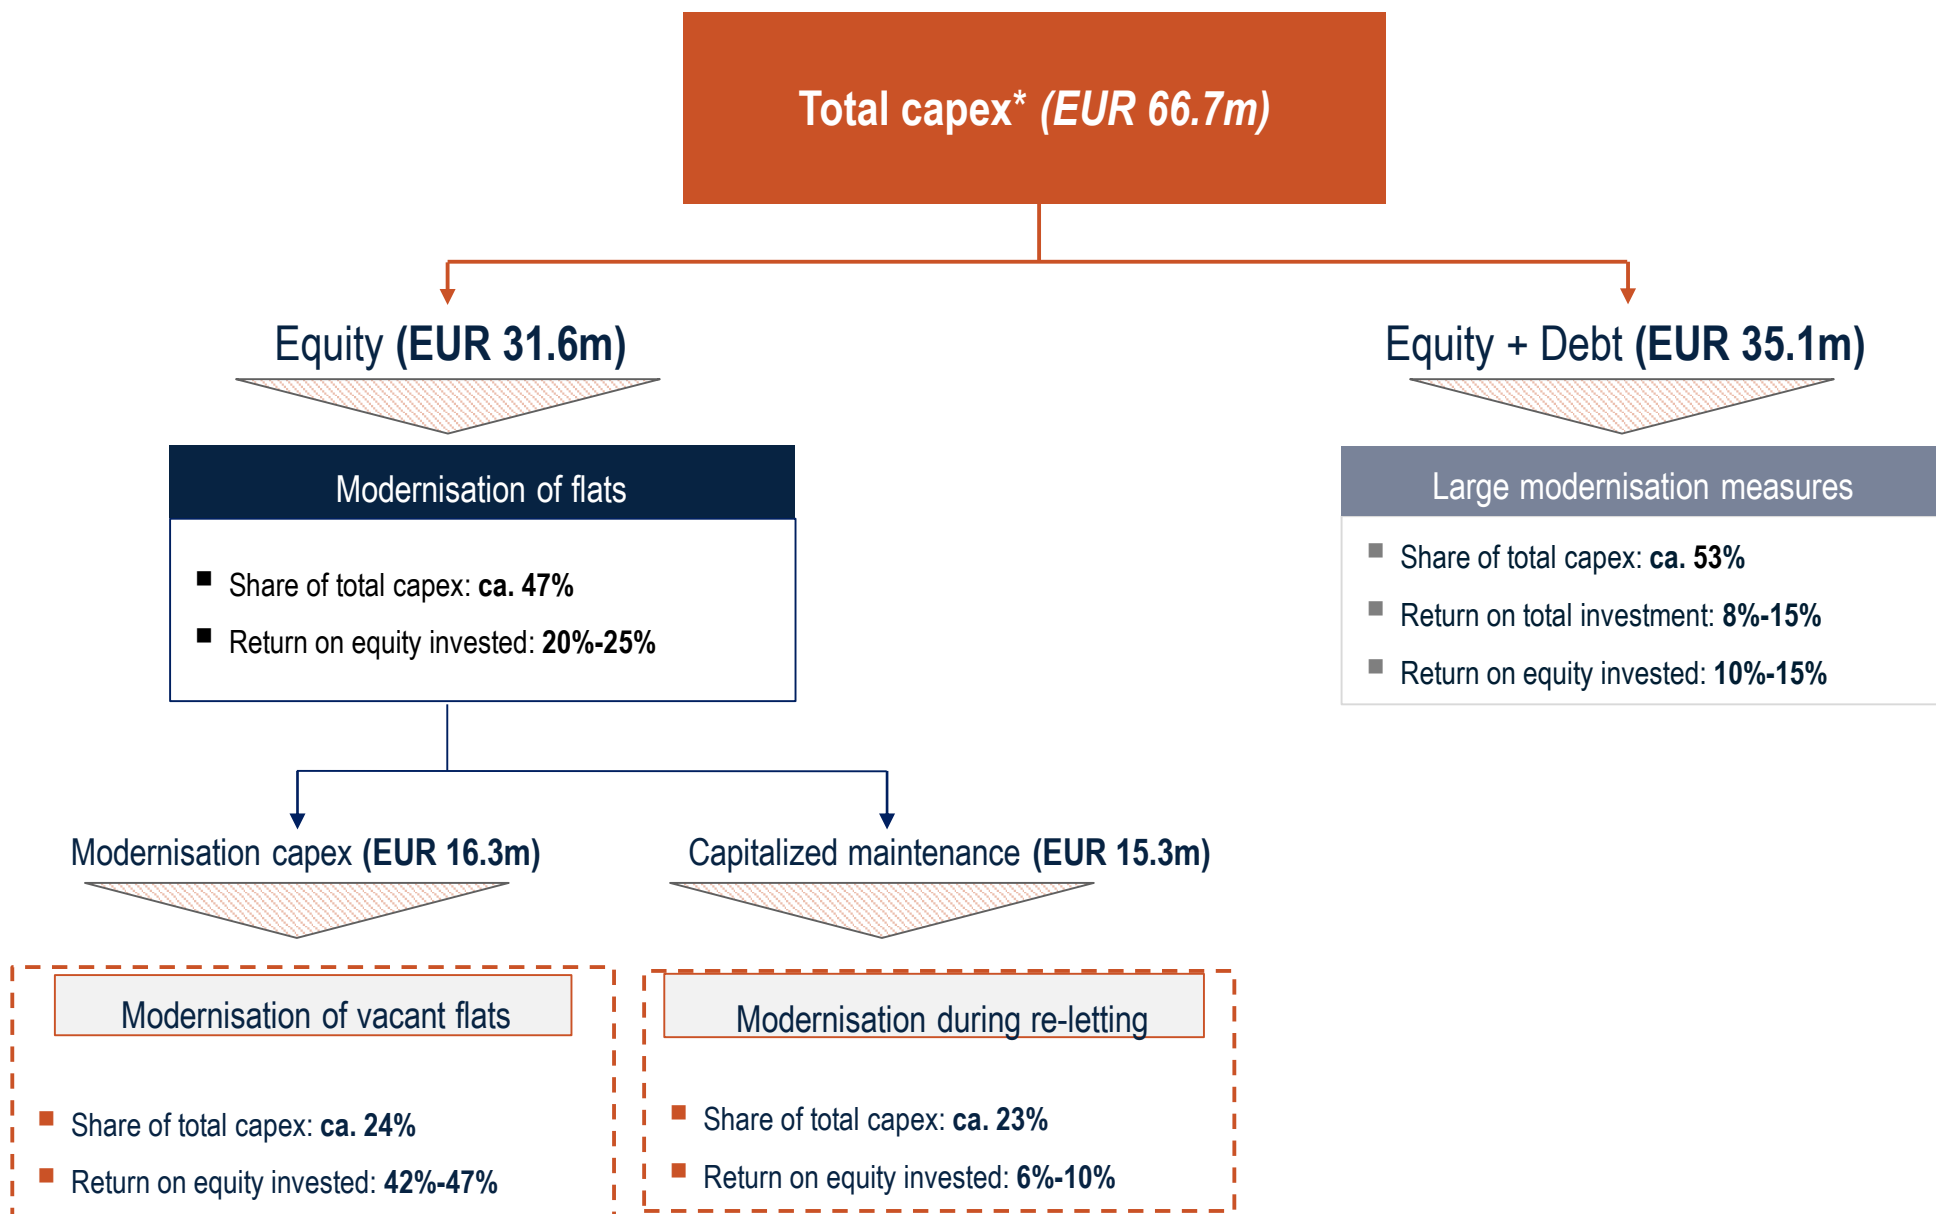 Total capex* (EUR 66.7m)
Equity (EUR 31.6m)
Equity + Debt (EUR 35.1m)
Modernisation of flats
■ Share of total capex: ca. 47%
■ Return on equity invested: 20%-25%
Large modernisation measures
■ Share of total capex: ca. 53%
■ Return on total investment: 8%-15%
■ Return on equity invested: 10%-15%
Modernisation capex (EUR 16.3m)
Capitalized maintenance (EUR 15.3m)
Modernisation of vacant flats
■ Share of total capex: ca. 24%
■ Return on equity invested: 42%-47%
Modernisation during re-letting
■ Share of total capex: ca. 23%
■ Return on equity invested: 6%-10%